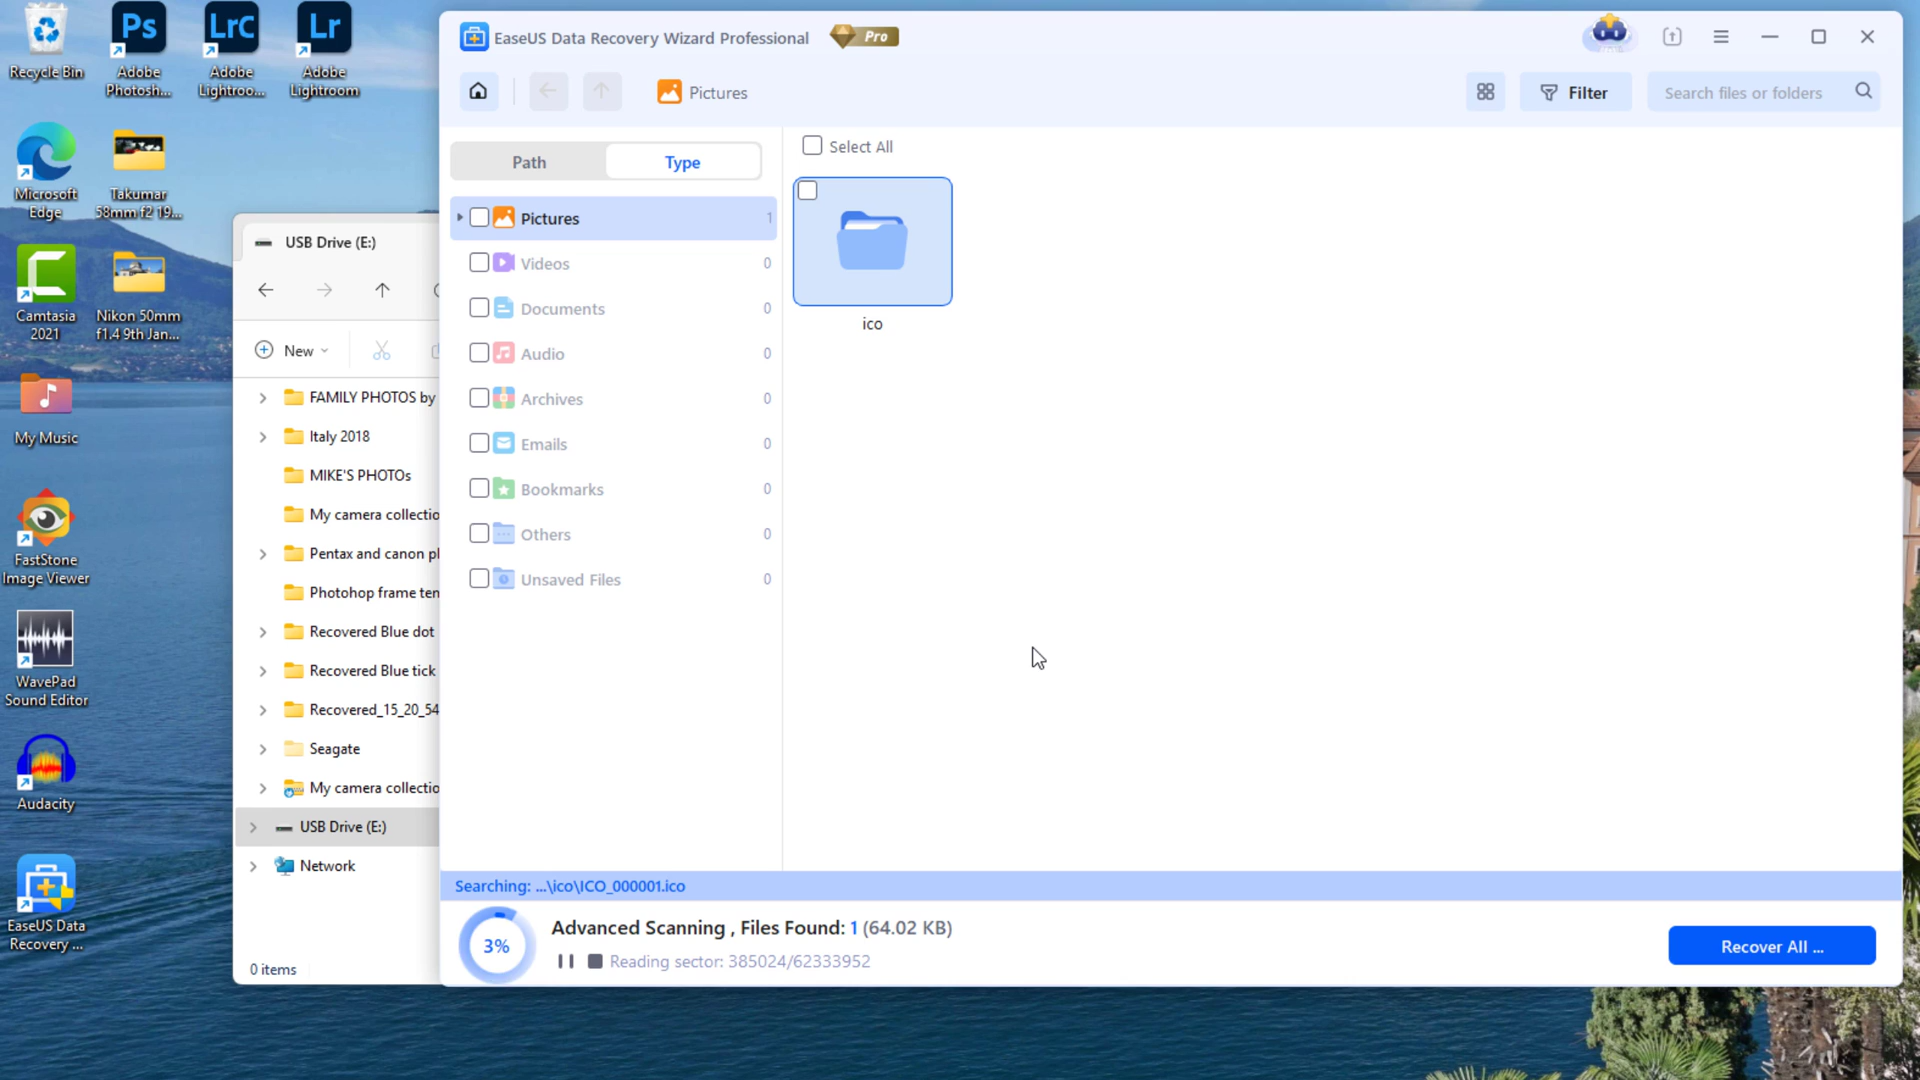 Recycle Bin
Adobe
Photosh...
Adobe
Lightroo...
Adobe
Lightroom
Microsoft
Edge
Takumar
58mm f2 19...
Camtasia
2021
Nikon 50mm
f1.4 9th Jan...
My Music
FastStone
Image Viewer
WavePad
Sound Editor
Audacity
EaseUS Data
Recovery ...
Ps
LrC
Lr
USB Drive (E:)
New
FAMILY PHOTOS by
Italy 2018
MIKE'S PHOTOs
My camera collectio
Pentax and canon pl
Photohop frame ten
Recovered Blue dot
Recovered Blue tick
Recovered_15_20_54
Seagate
My camera collectio
USB Drive (E:)
Network
0 items
EaseUS Data Recovery Wizard Professional
Pro
Pictures
Filter
Search files or folders
Path
Type
Select All
Pictures 1
Videos 0
Documents 0
Audio 0
Archives 0
Emails 0
Bookmarks 0
Others 0
Unsaved Files 0
ico
Searching: ...\ico\ICO_000001.ico
3%
Advanced Scanning , Files Found: 1 (64.02 KB)
Reading sector: 385024/62333952
Recover All ...